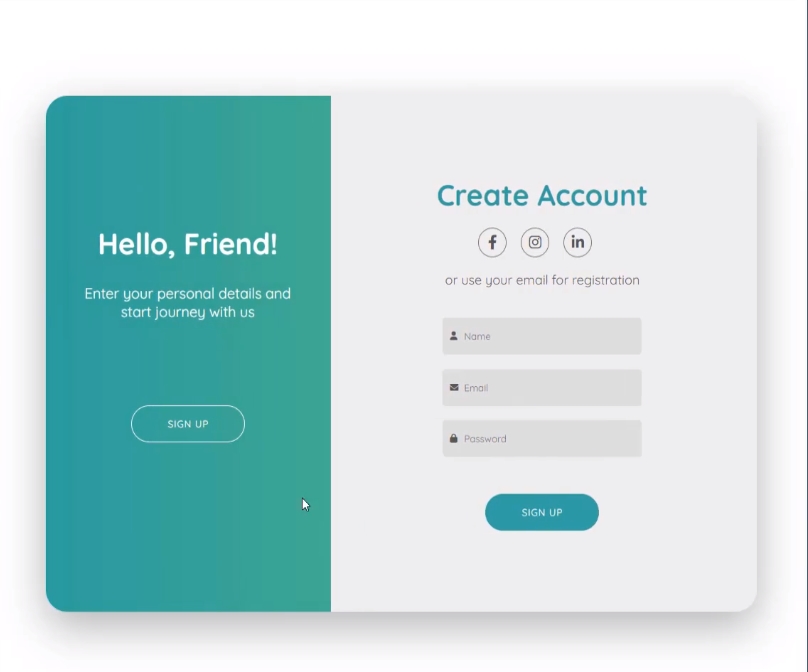 Hello, Friend!
Enter your personal details and
start journey with us
SIGN UP
Create Account
f
in
or use your email for registration
Name
Email
Password
SIGN UP